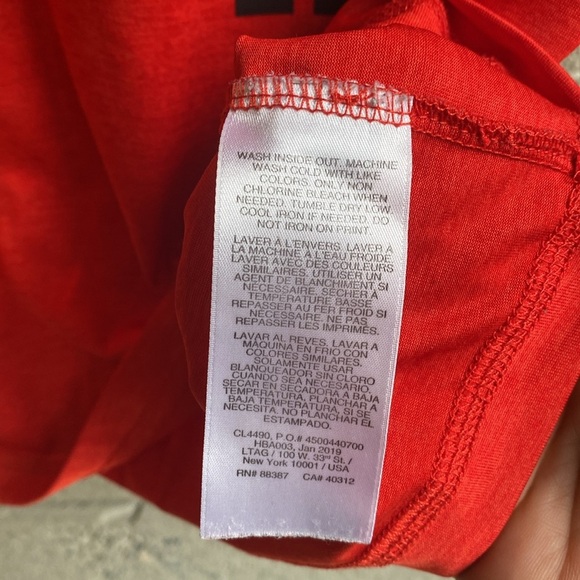 WASH INSIDE OUT. MACHINE
WASH COLD WITH LIKE
COLORS. ONLY NON
CHLORINE BLEACH WHEN
NEEDED. TUMBLE DRY LOW.
COOL IRON IF NEEDED. DO
NOT IRON ON PRINT
LAVER À L'ENVERS. LAVER À
LA MACHINE À L'EAU FROIDE.
LAVER AVEC DES COULEURS
SIMILAIRES. UTILISER UN
AGENT DE BLANCHIMENT SI
NÉCESSAIRE. SÉCHER À
TEMPÉRATURE BASSE
REPASSER AU FER FROID SI
NÉCESSAIRE. NE PAS
REPASSER LES IMPRIMÉS.
LAVAR AL REVES. LAVAR A
MAQUINA EN FRIO CON
COLORES SIMILARES.
SOLAMENTE USAR
BLANQUEADOR SIN CLORO
CUANDO SEA NECESARIO.
SECAR EN SECADORA A BAJA
TEMPERATURA, PLANCHAR A
BAJA TEMPERATURA, SI SE
NECESITA. NO PLANCHAR EL
ESTAMPADO.
CL4490, P.O.# 4500440700
HBA003, Jan 2019
LTAG / 100 W. 33rd St. /
New York 10001 / USA
RN# 88387 CA# 40312